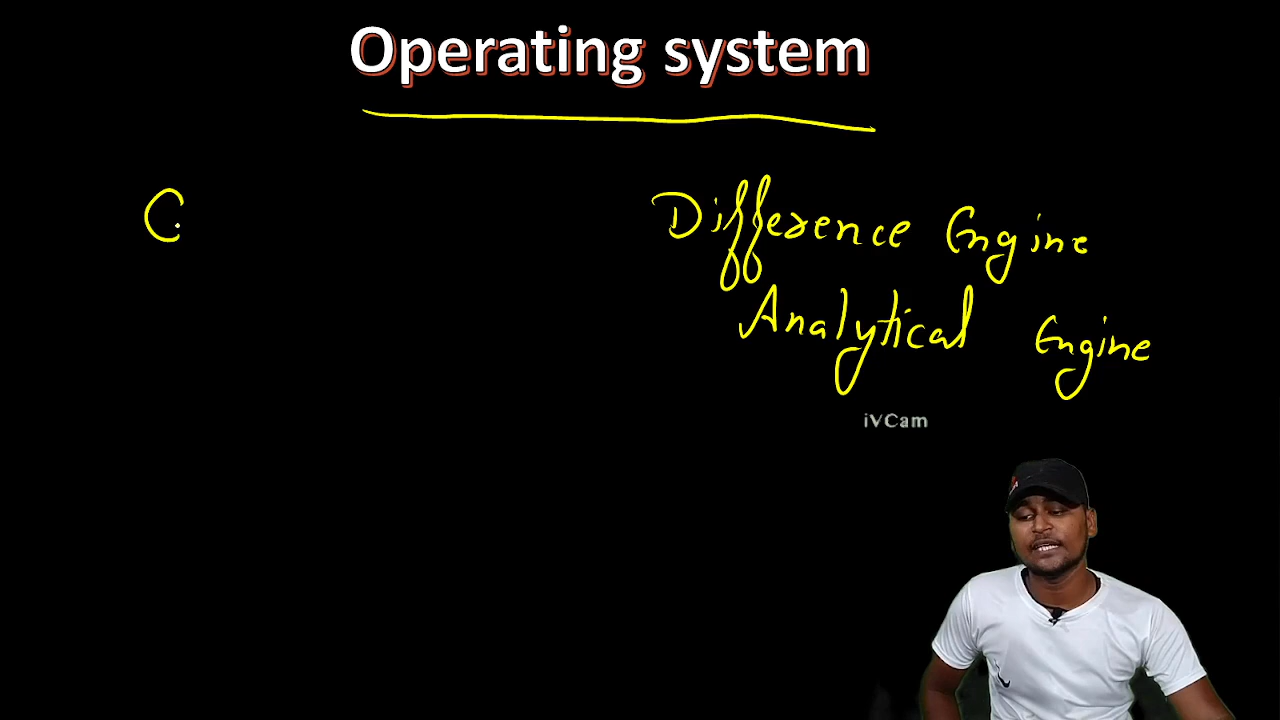 Operating system
C
Difference Engine
Analytical Engine
iVCam